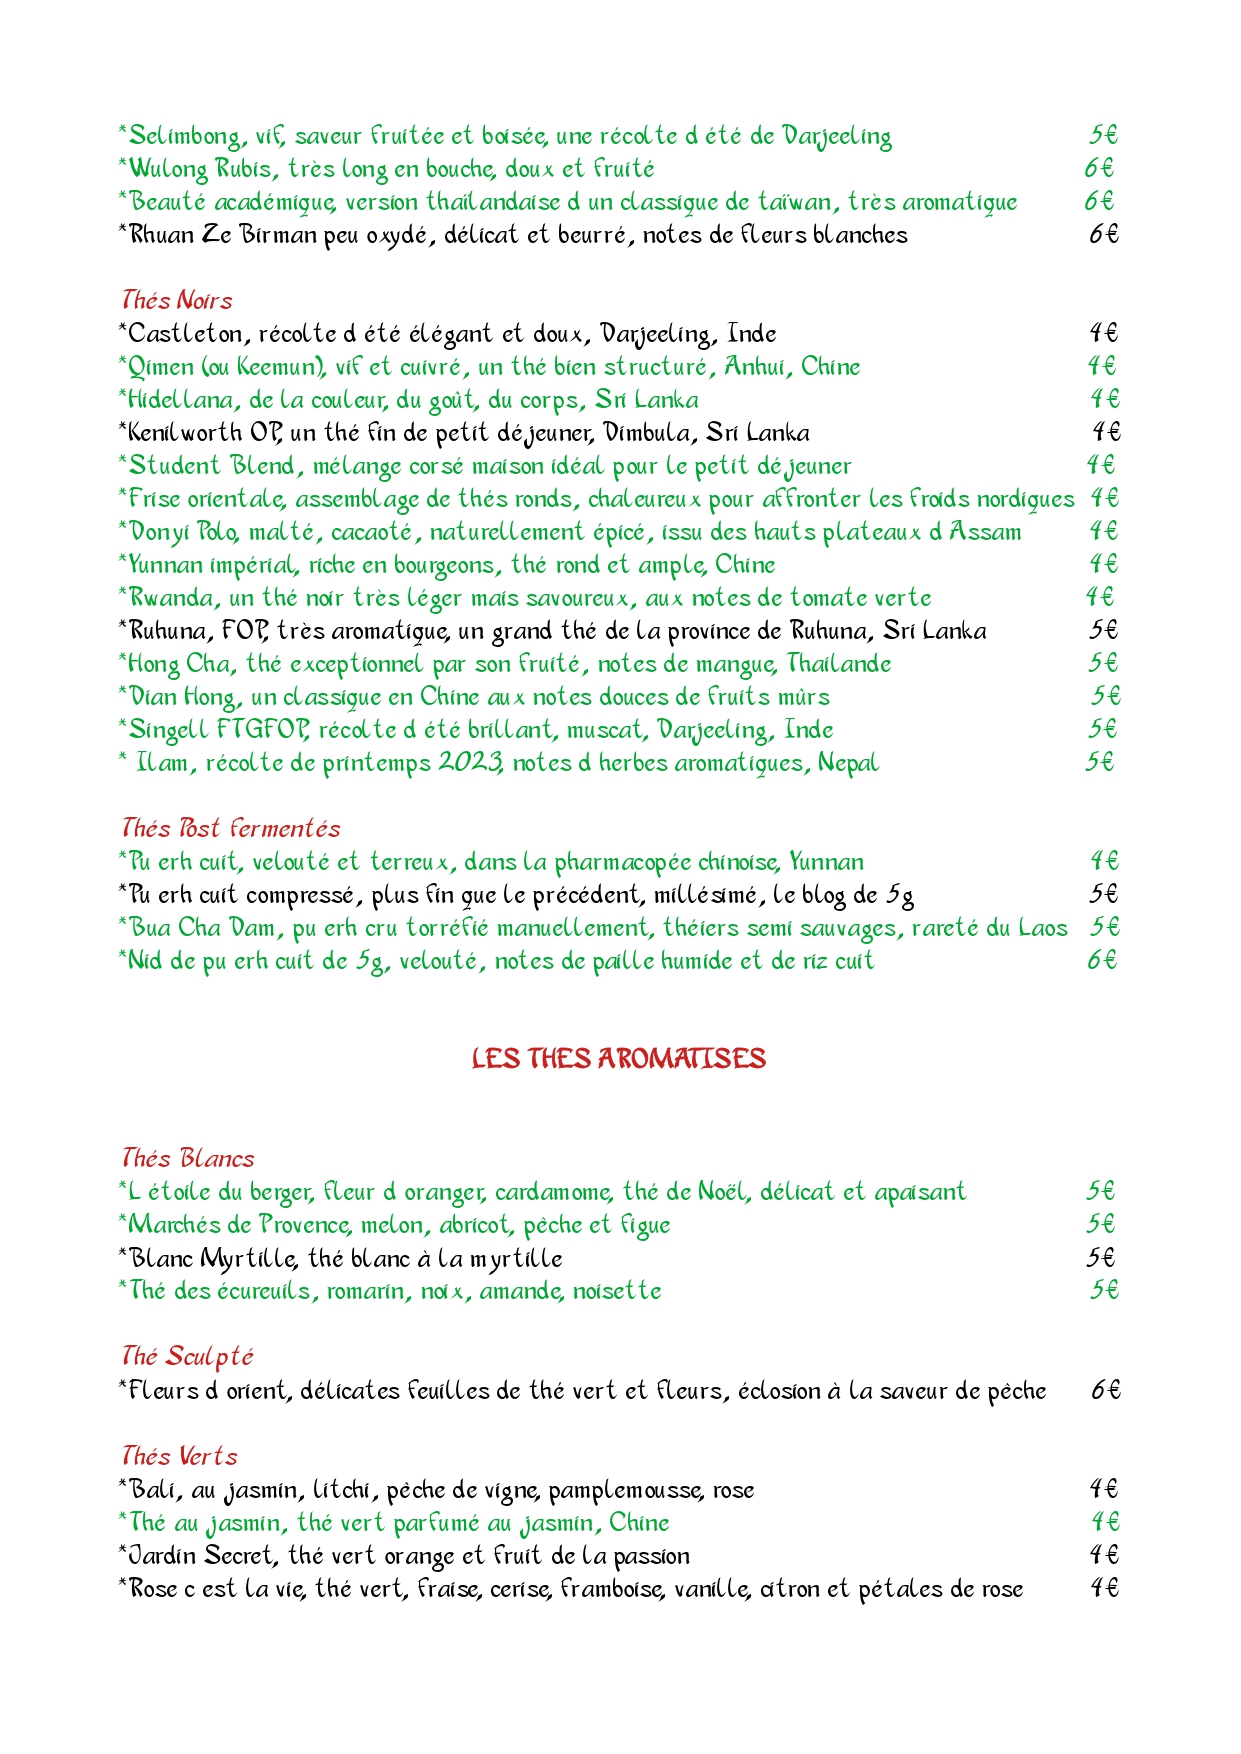 *Selimbong, vif, saveur fruitée et boisée, une récolte d été de Darjeeling 5€
*Wulong Rubis, très long en bouche, doux et fruité 6€
*Beauté académique, version thaïlandaise d un classique de taïwan, très aromatique 6€
*Rhuan Ze Birman peu oxydé, délicat et beurré, notes de fleurs blanches 6€
Thés Noirs
*Castleton, récolte d été élégant et doux, Darjeeling, Inde 4€
*Qimen (ou Keemun), vif et cuivré, un thé bien structuré, Anhui, Chine 4€
*Hidellana, de la couleur, du goût, du corps, Sri Lanka 4€
*Kenilworth OP, un thé fin de petit déjeuner, Dimbula, Sri Lanka 4€
*Student Blend, mélange corsé maison idéal pour le petit déjeuner 4€
*Frise orientale, assemblage de thés ronds, chaleureux pour affronter les froids nordiques 4€
*Donyi Polo, malté, cacaoté, naturellement épicé, issu des hauts plateaux d Assam 4€
*Yunnan impérial, riche en bourgeons, thé rond et ample, Chine 4€
*Rwanda, un thé noir très léger mais savoureux, aux notes de tomate verte 4€
*Ruhuna, FOP, très aromatique, un grand thé de la province de Ruhuna, Sri Lanka 5€
*Hong Cha, thé exceptionnel par son fruité, notes de mangue, Thaïlande 5€
*Dian Hong, un classique en Chine aux notes douces de fruits mûrs 5€
*Singell FTGFOP, récolte d été brillant, muscat, Darjeeling, Inde 5€
* Ilam, récolte de printemps 2023, notes d herbes aromatiques, Nepal 5€
Thés Post fermentés
*Pu erh cuit, velouté et terreux, dans la pharmacopée chinoise, Yunnan 4€
*Pu erh cuit compressé, plus fin que le précédent, millésimé, le blog de 5g 5€
*Bua Cha Dam, pu erh cru torréfié manuellement, théiers semi sauvages, rareté du Laos 5€
*Nid de pu erh cuit de 5g, velouté, notes de paille humide et de riz cuit 6€
LES THES AROMATISES
Thés Blancs
*L étoile du berger, fleur d oranger, cardamome, thé de Noël, délicat et apaisant 5€
*Marchés de Provence, melon, abricot, pêche et figue 5€
*Blanc Myrtille, thé blanc à la myrtille 5€
*Thé des écureuils, romarin, noix, amande, noisette 5€
Thé Sculpté
*Fleurs d orient, délicates feuilles de thé vert et fleurs, éclosion à la saveur de pêche 6€
Thés Verts
*Bali, au jasmin, litchi, pêche de vigne, pamplemousse, rose 4€
*Thé au jasmin, thé vert parfumé au jasmin, Chine 4€
*Jardin Secret, thé vert orange et fruit de la passion 4€
*Rose c est la vie, thé vert, fraise, cerise, framboise, vanille, citron et pétales de rose 4€